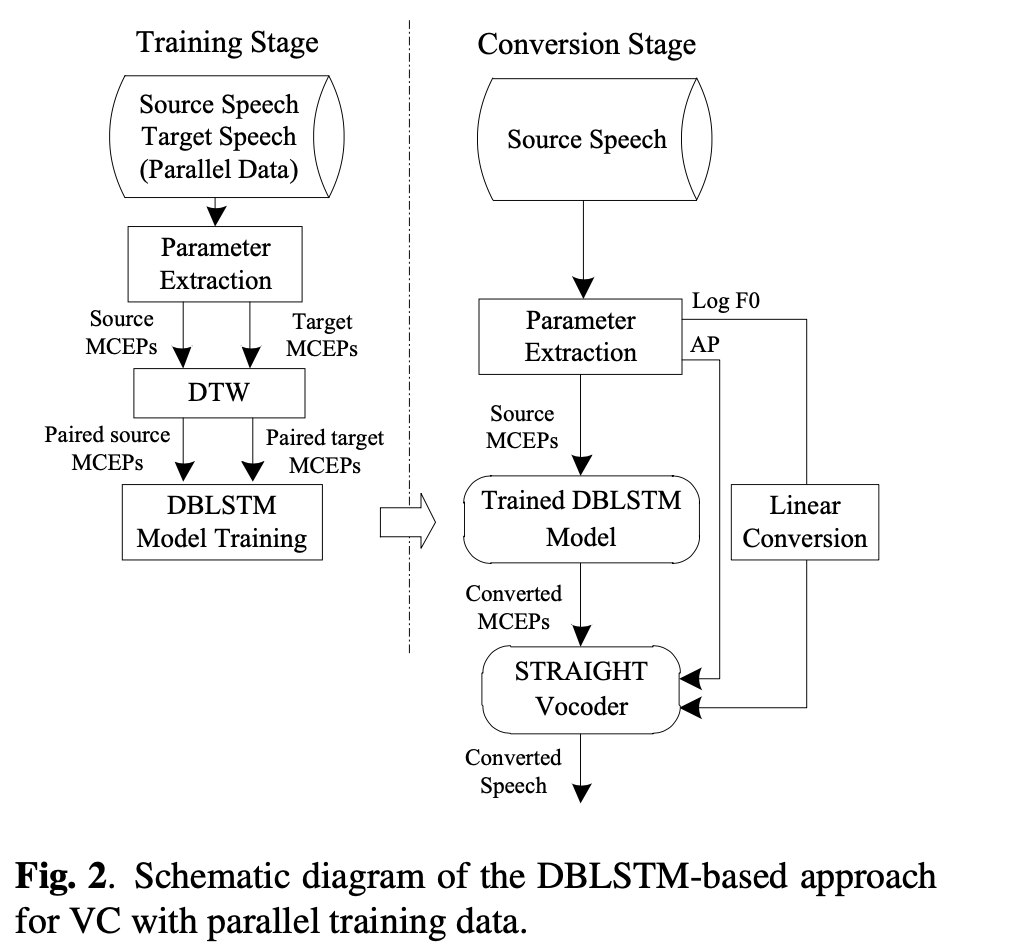 Training Stage
Source Speech
Target Speech
(Parallel Data)
Parameter
Extraction
Source
MCEPs
Target
MCEPs
DTW
Paired source
MCEPs
Paired target
MCEPs
DBLSTM
Model Training
Conversion Stage
Source Speech
Parameter
Extraction
Log F0
AP
Source
MCEPs
Trained DBLSTM
Model
Linear
Conversion
Converted
MCEPs
STRAIGHT
Vocoder
Converted
Speech
Fig. 2. Schematic diagram of the DBLSTM-based approach
for VC with parallel training data.